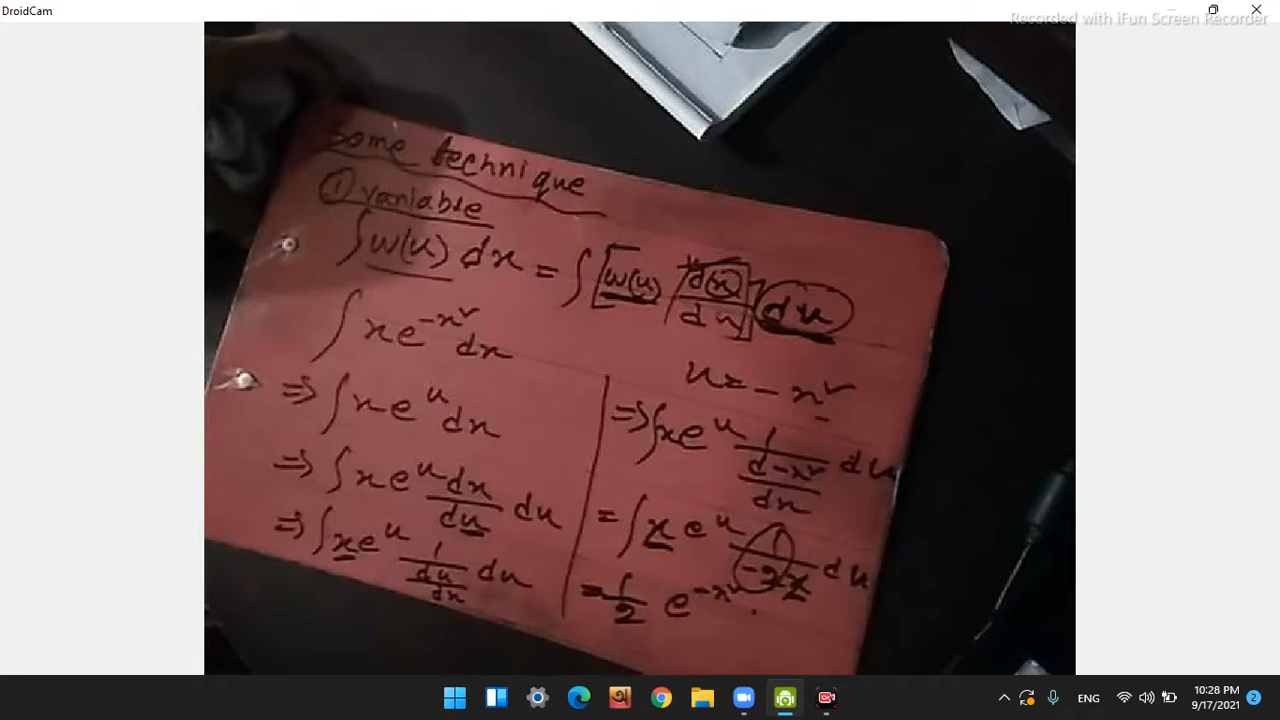 DroidCam
Recorded with iFun Screen Recorder
Some technique
① variable
∫ w(u) dx = ∫ [w(u) d(x)/du] du
∫ xe^-x² dx
u = -x²
⇒ ∫ xe^u dx
⇒ ∫ xe^u dx/du du
⇒ ∫ xe^u 1/(du/dx) du
⇒ ∫ xe^u 1/(d-x²/dx) du
= ∫ x e^u 1/-2x du
= -1/2 e^-x²
ENG
10:28 PM
9/17/2021
2